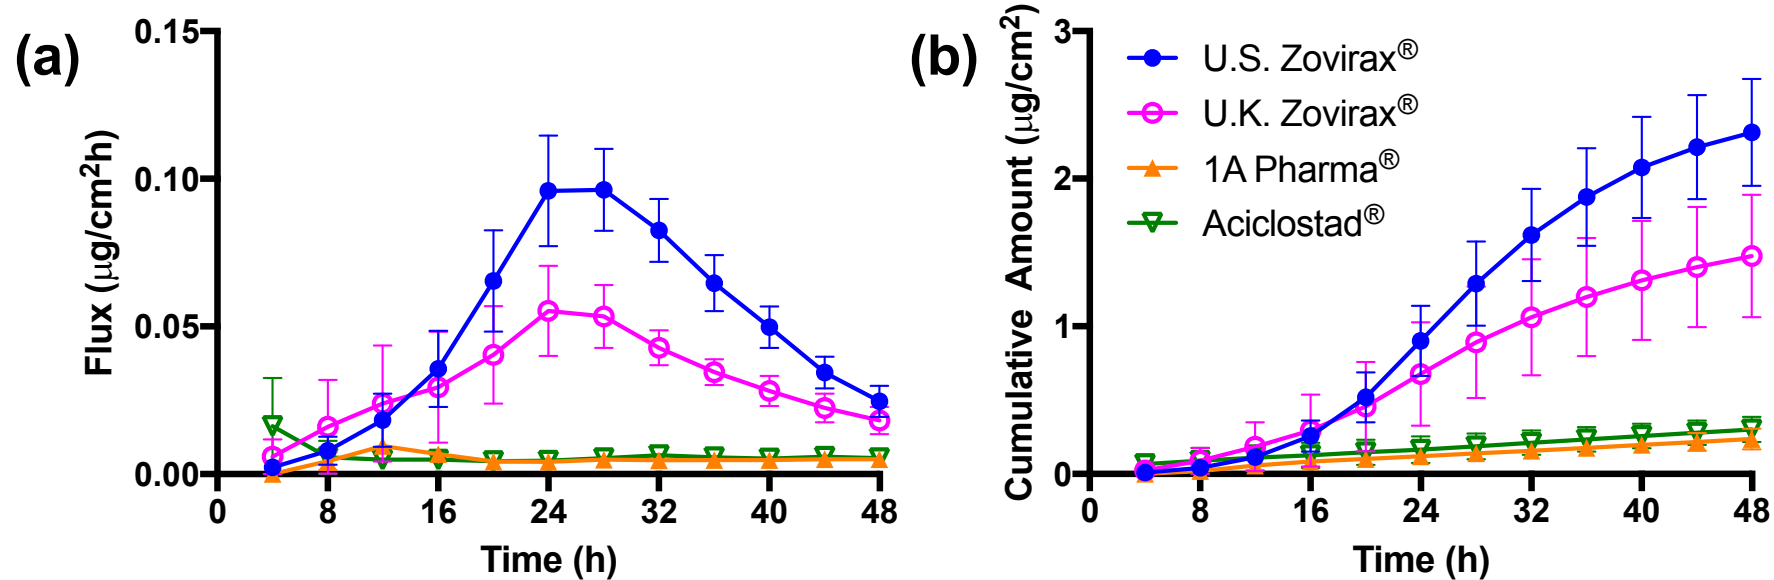 (a)
Flux (μg/cm²h)
0.15
0.10
0.05
0.00
0 8 16 24 32 40 48
Time (h)
(b)
Cumulative Amount (μg/cm²)
3
2
1
0
U.S. Zovirax®
U.K. Zovirax®
1A Pharma®
Aciclostad®
0 8 16 24 32 40 48
Time (h)